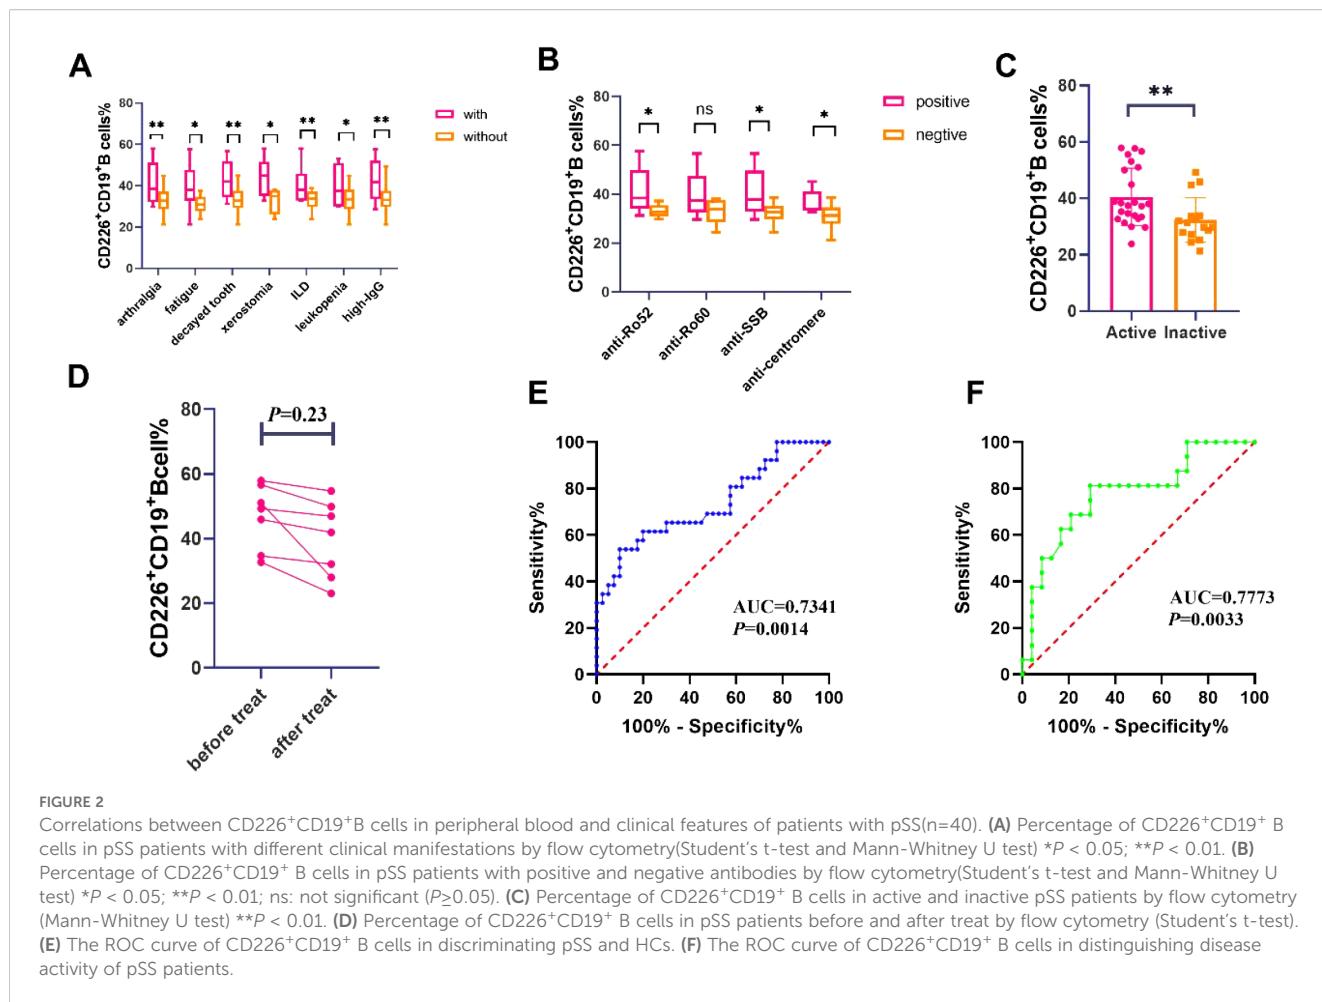 A
CD226+CD19+B cells%
80
60
40
20
0
** * ** * ** * **
with
without
arthralgia
fatigue
decayed tooth
xerostomia
ILD
leukopenia
high-IgG
B
CD226+CD19+B cells%
80
60
40
20
0
* ns * *
positive
negtive
anti-Ro52
anti-Ro60
anti-SSB
anti-centromere
C
CD226+CD19+B cells%
80
60
40
20
0
**
Active Inactive
D
CD226+CD19+Bcell%
80
60
40
20
0
P=0.23
before treat
after treat
E
Sensitivity%
100
80
60
40
20
0
AUC=0.7341
P=0.0014
0 20 40 60 80 100
100% - Specificity%
F
Sensitivity%
100
80
60
40
20
0
AUC=0.7773
P=0.0033
0 20 40 60 80 100
100% - Specificity%
FIGURE 2
Correlations between CD226+CD19+B cells in peripheral blood and clinical features of patients with pSS(n=40). (A) Percentage of CD226+CD19+ B
cells in pSS patients with different clinical manifestations by flow cytometry(Student's t-test and Mann-Whitney U test) *P < 0.05; **P < 0.01. (B)
Percentage of CD226+CD19+ B cells in pSS patients with positive and negative antibodies by flow cytometry(Student's t-test and Mann-Whitney U
test) *P < 0.05; **P < 0.01; ns: not significant (P≥0.05). (C) Percentage of CD226+CD19+ B cells in active and inactive pSS patients by flow cytometry
(Mann-Whitney U test) **P < 0.01. (D) Percentage of CD226+CD19+ B cells in pSS patients before and after treat by flow cytometry (Student's t-test).
(E) The ROC curve of CD226+CD19+ B cells in discriminating pSS and HCs. (F) The ROC curve of CD226+CD19+ B cells in distinguishing disease
activity of pSS patients.